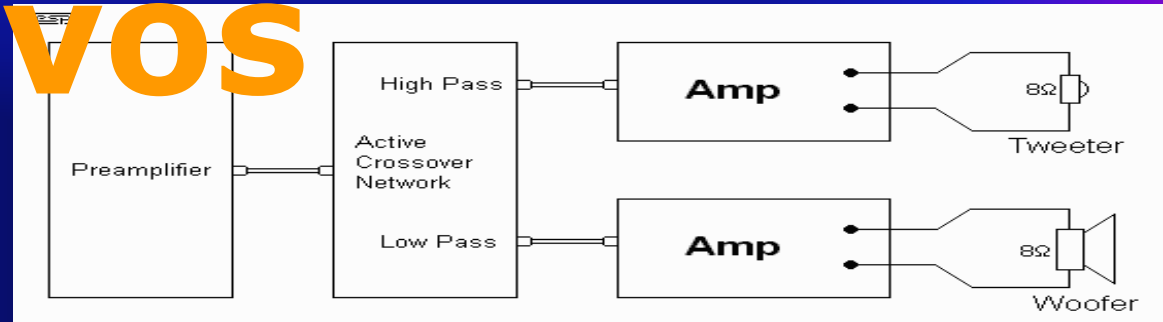 vos
Preamplifier
Active
Crossover
Network
High Pass
Low Pass
Amp
8Ω
Tweeter
Amp
8Ω
Woofer